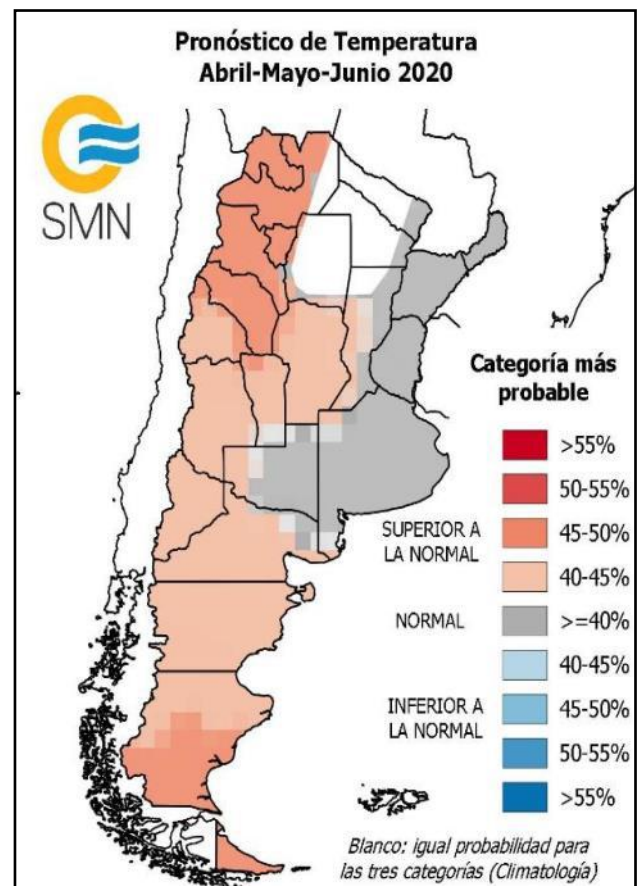 Pronóstico de Temperatura
Abril-Mayo-Junio 2020
SMN
Categoría más
probable
>55%
50-55%
SUPERIOR A
LA NORMAL
45-50%
40-45%
NORMAL
>=40%
40-45%
INFERIOR A
LA NORMAL
45-50%
50-55%
>55%
Blanco: igual probabilidad para
las tres categorías (Climatología)